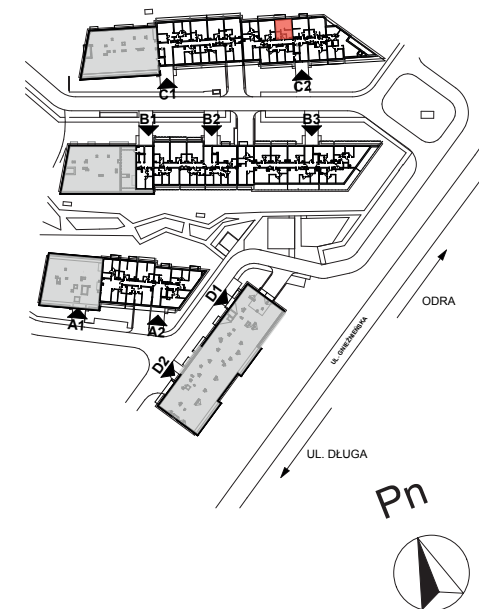 C1
C2
B1
B2
B3
A1
A2
D1
D2
ODRA
UL. GNIEŹNIEŃSKA
UL. DŁUGA
Pn